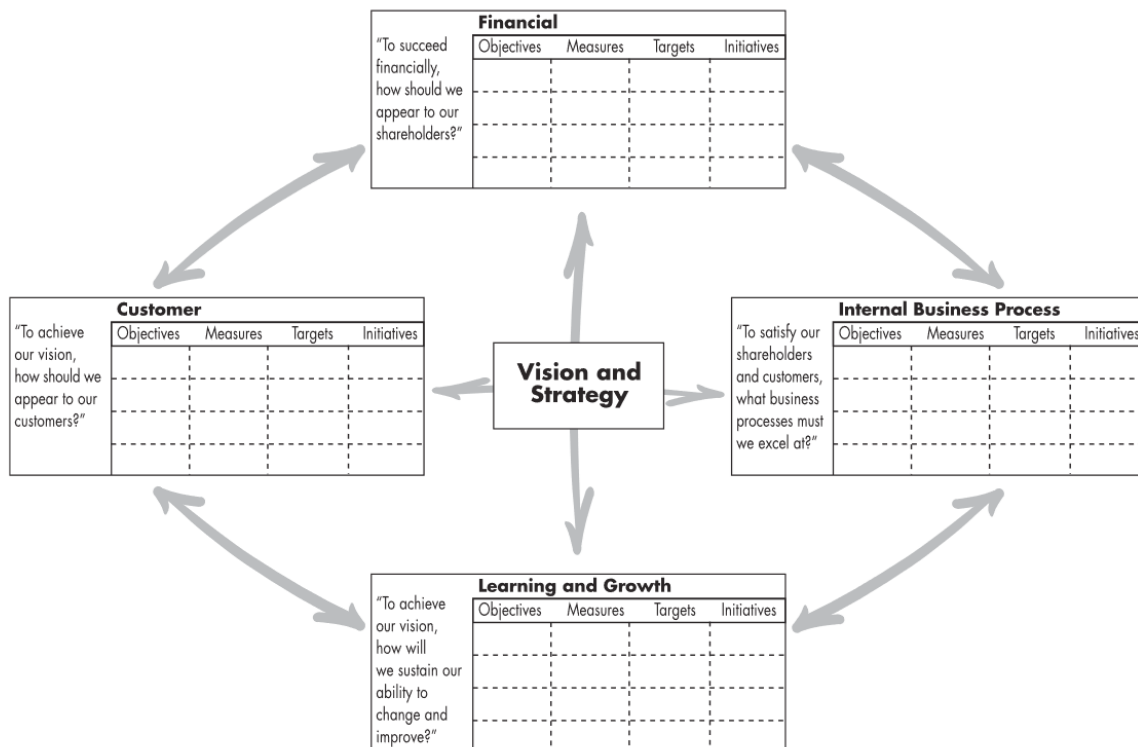 Financial
"To succeed
financially,
how should we
appear to our
shareholders?"
Objectives Measures Targets Initiatives
Customer
"To achieve
our vision,
how should we
appear to our
customers?"
Objectives Measures Targets Initiatives
Vision and
Strategy
Internal Business Process
"To satisfy our
shareholders
and customers,
what business
processes must
we excel at?"
Objectives Measures Targets Initiatives
Learning and Growth
"To achieve
our vision,
how will
we sustain our
ability to
change and
improve?"
Objectives Measures Targets Initiatives